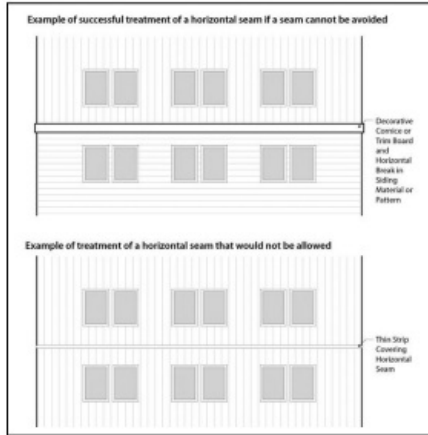 Example of successful treatment of a horizontal seam if a seam cannot be avoided
Decorative
Cornice or
Trim Board
and
Horizontal
Break in
Siding
Material or
Pattern
Example of treatment of a horizontal seam that would not be allowed
Thin Strip
Covering
Horizontal
Seam